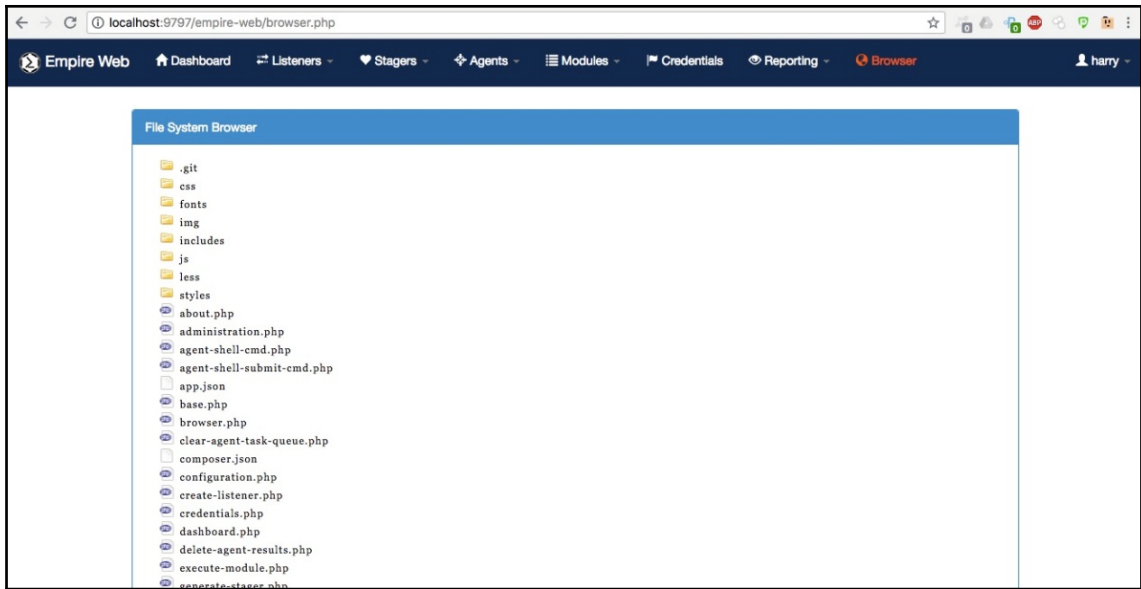 localhost:9797/empire-web/browser.php
Empire Web Dashboard Listeners Stagers Agents Modules Credentials Reporting Browser harry
File System Browser
.git
css
fonts
img
includes
js
less
styles
about.php
administration.php
agent-shell-cmd.php
agent-shell-submit-cmd.php
app.json
base.php
browser.php
clear-agent-task-queue.php
composer.json
configuration.php
create-listener.php
credentials.php
dashboard.php
delete-agent-results.php
execute-module.php
generate-stager.php